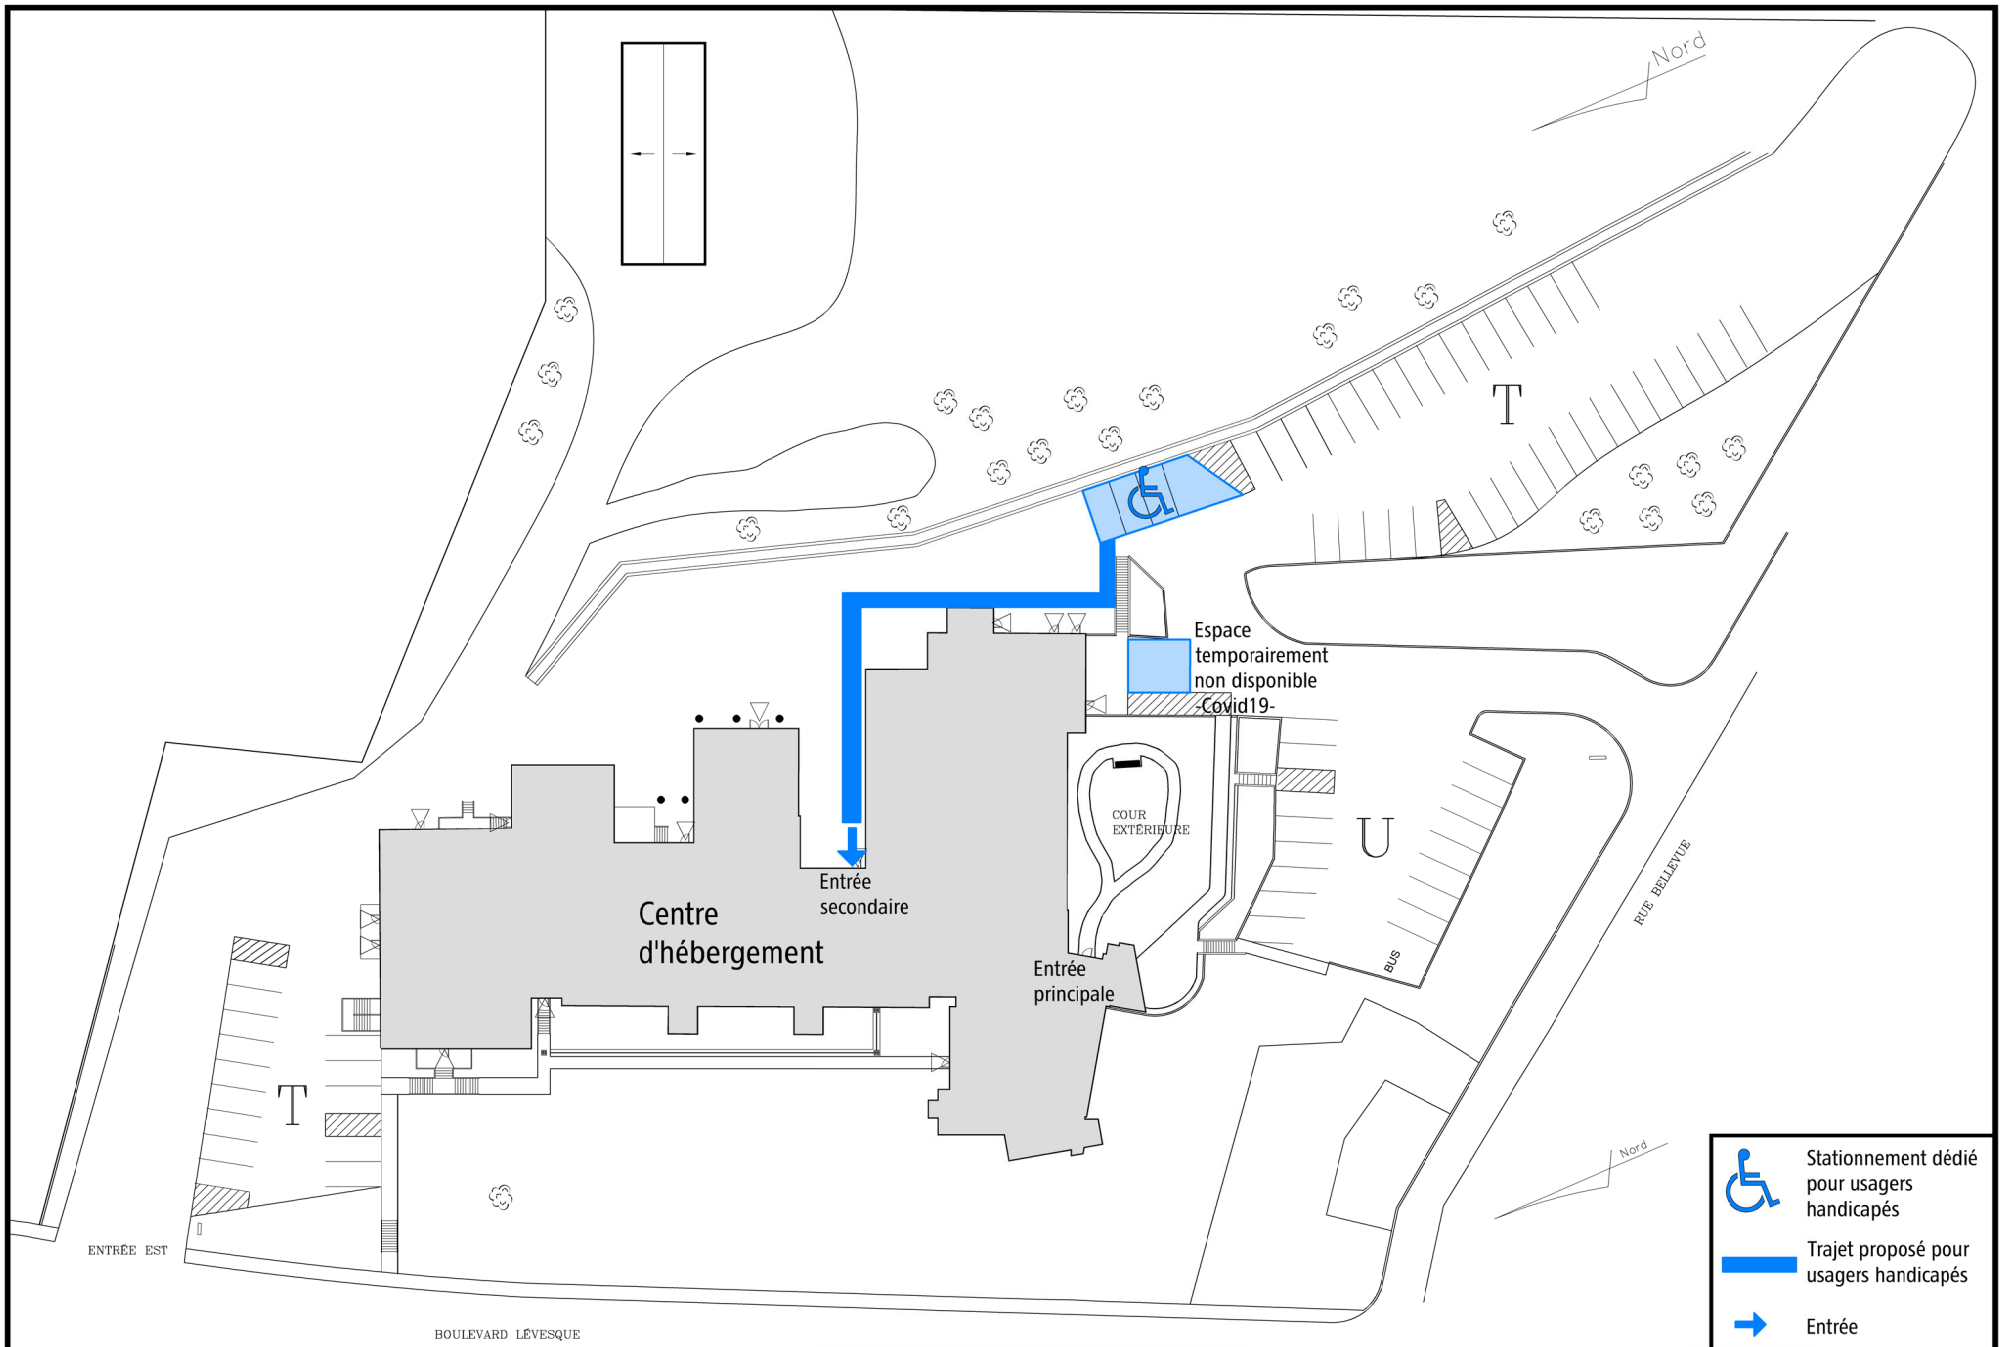 Nord
T
Espace
temporairement
non disponible
-Covid19-
COUR
EXTÉRIEURE
U
RUE BELLEVUE
Entrée
secondaire
Centre
d'hébergement
BUS
Entrée
principale
T
Nord
Stationnement dédié
pour usagers
handicapés
Trajet proposé pour
usagers handicapés
Entrée
ENTRÉE EST
BOULEVARD LÉVESQUE